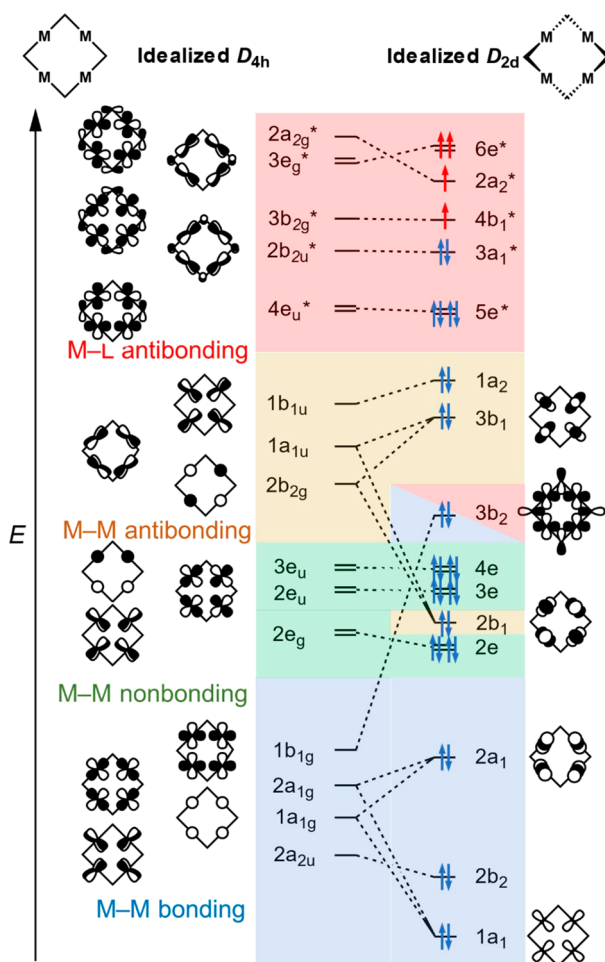 M M M M
Idealized D4h
Idealized D2d
M M M M
2a2g*
3eg*
6e*
2a2*
3b2g*
4b1*
2b2u*
3a1*
4eu*
5e*
M–L antibonding
1b1u
1a2
1a1u
3b1
2b2g
3b2
M–M antibonding
E
3eu
4e
2eu
3e
2b1
2eg
2e
M–M nonbonding
1b1g
2a1
2a1g
1a1g
2a2u
2b2
M–M bonding
1a1